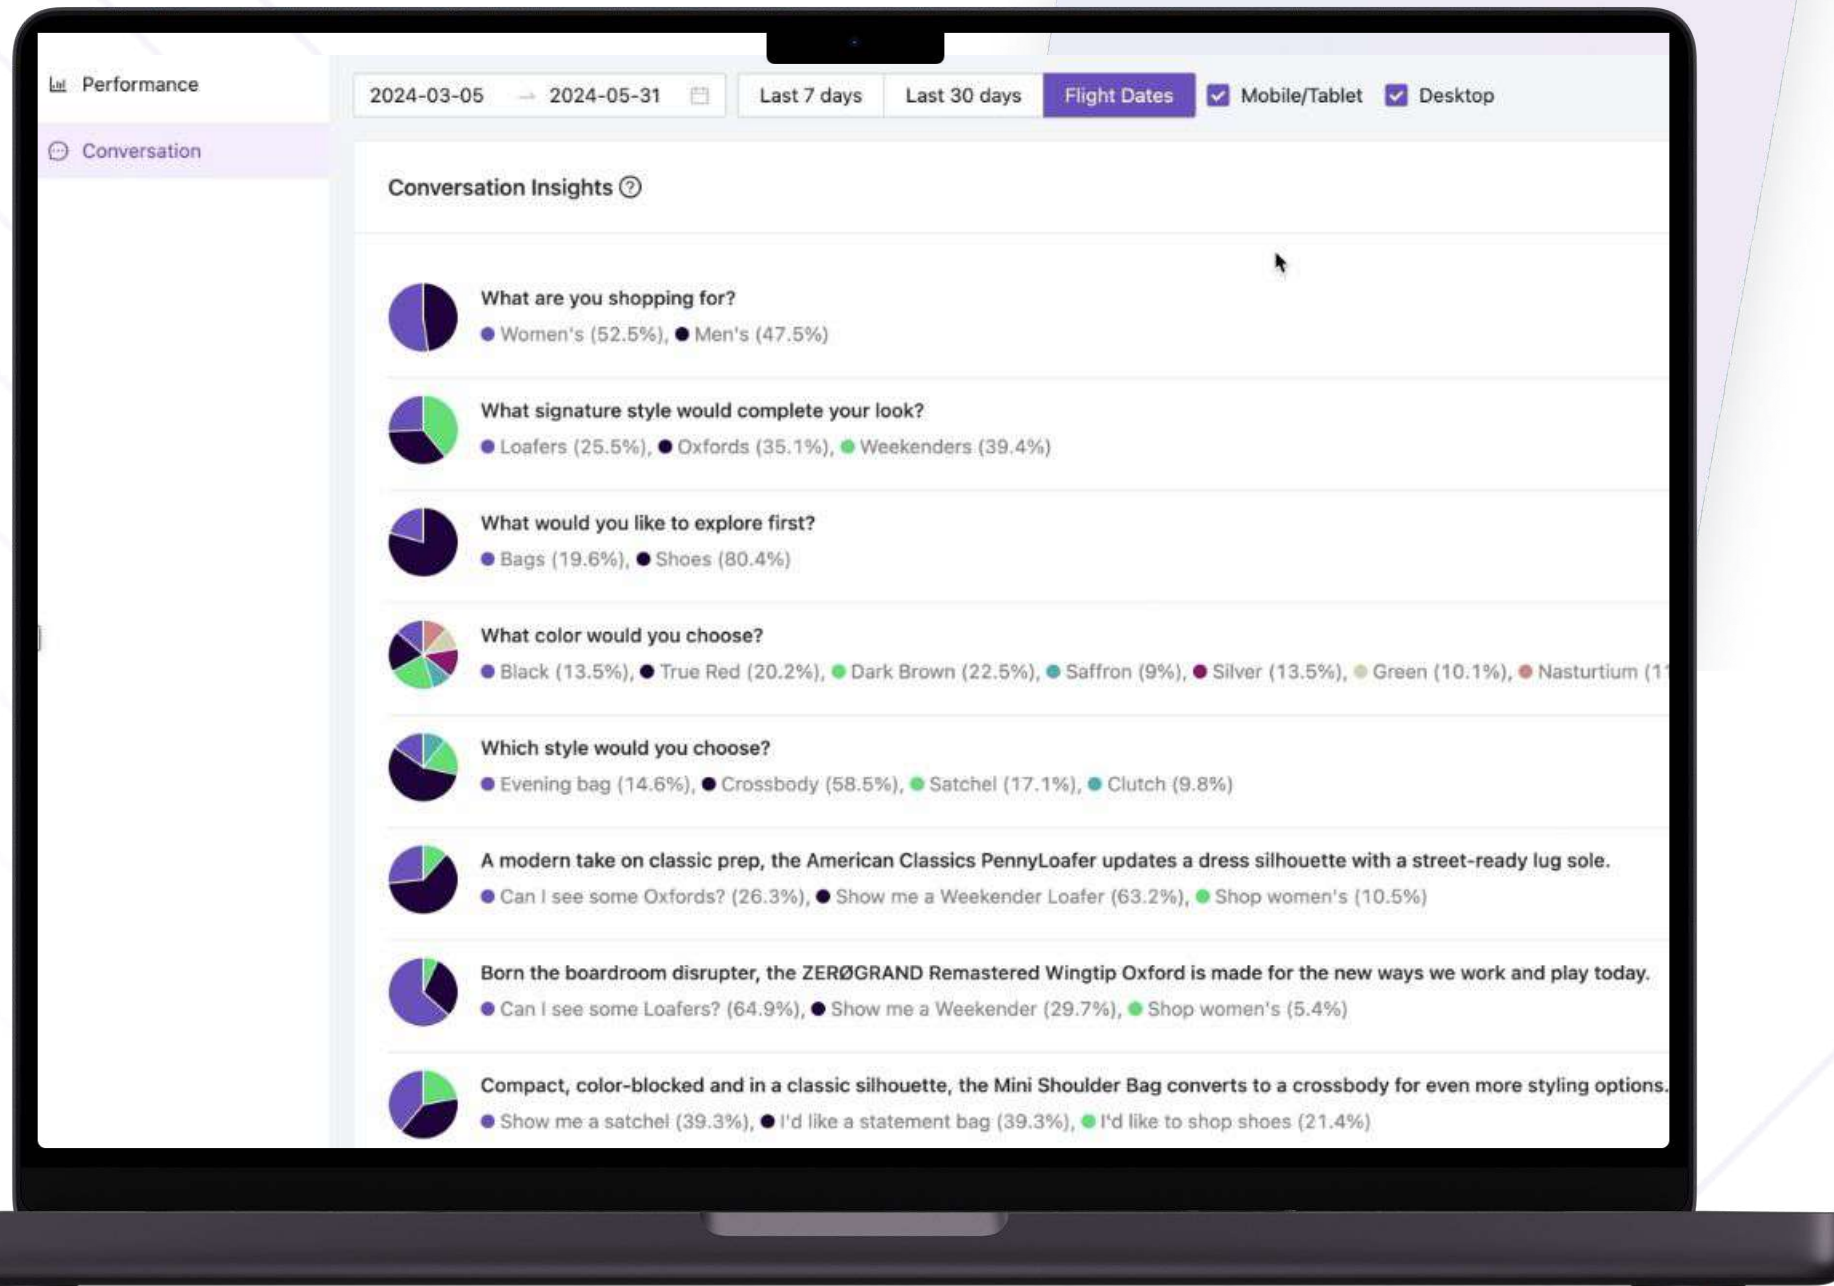 Performance
Conversation
2024-03-05 → 2024-05-31 Last 7 days Last 30 days Flight Dates Mobile/Tablet Desktop
Conversation Insights
What are you shopping for?
Women's (52.5%), Men's (47.5%)
What signature style would complete your look?
Loafers (25.5%), Oxfords (35.1%), Weekenders (39.4%)
What would you like to explore first?
Bags (19.6%), Shoes (80.4%)
What color would you choose?
Black (13.5%), True Red (20.2%), Dark Brown (22.5%), Saffron (9%), Silver (13.5%), Green (10.1%), Nasturtium
Which style would you choose?
Evening bag (14.6%), Crossbody (58.5%), Satchel (17.1%), Clutch (9.8%)
A modern take on classic prep, the American Classics PennyLoafer updates a dress silhouette with a street-ready lug sole.
Can I see some Oxfords? (26.3%), Show me a Weekender Loafer (63.2%), Shop women's (10.5%)
Born the boardroom disrupter, the ZERØGRAND Remastered Wingtip Oxford is made for the new ways we work and play today.
Can I see some Loafers? (64.9%), Show me a Weekender (29.7%), Shop women's (5.4%)
Compact, color-blocked and in a classic silhouette, the Mini Shoulder Bag converts to a crossbody for even more styling options.
Show me a satchel (39.3%), I'd like a statement bag (39.3%), I'd like to shop shoes (21.4%)